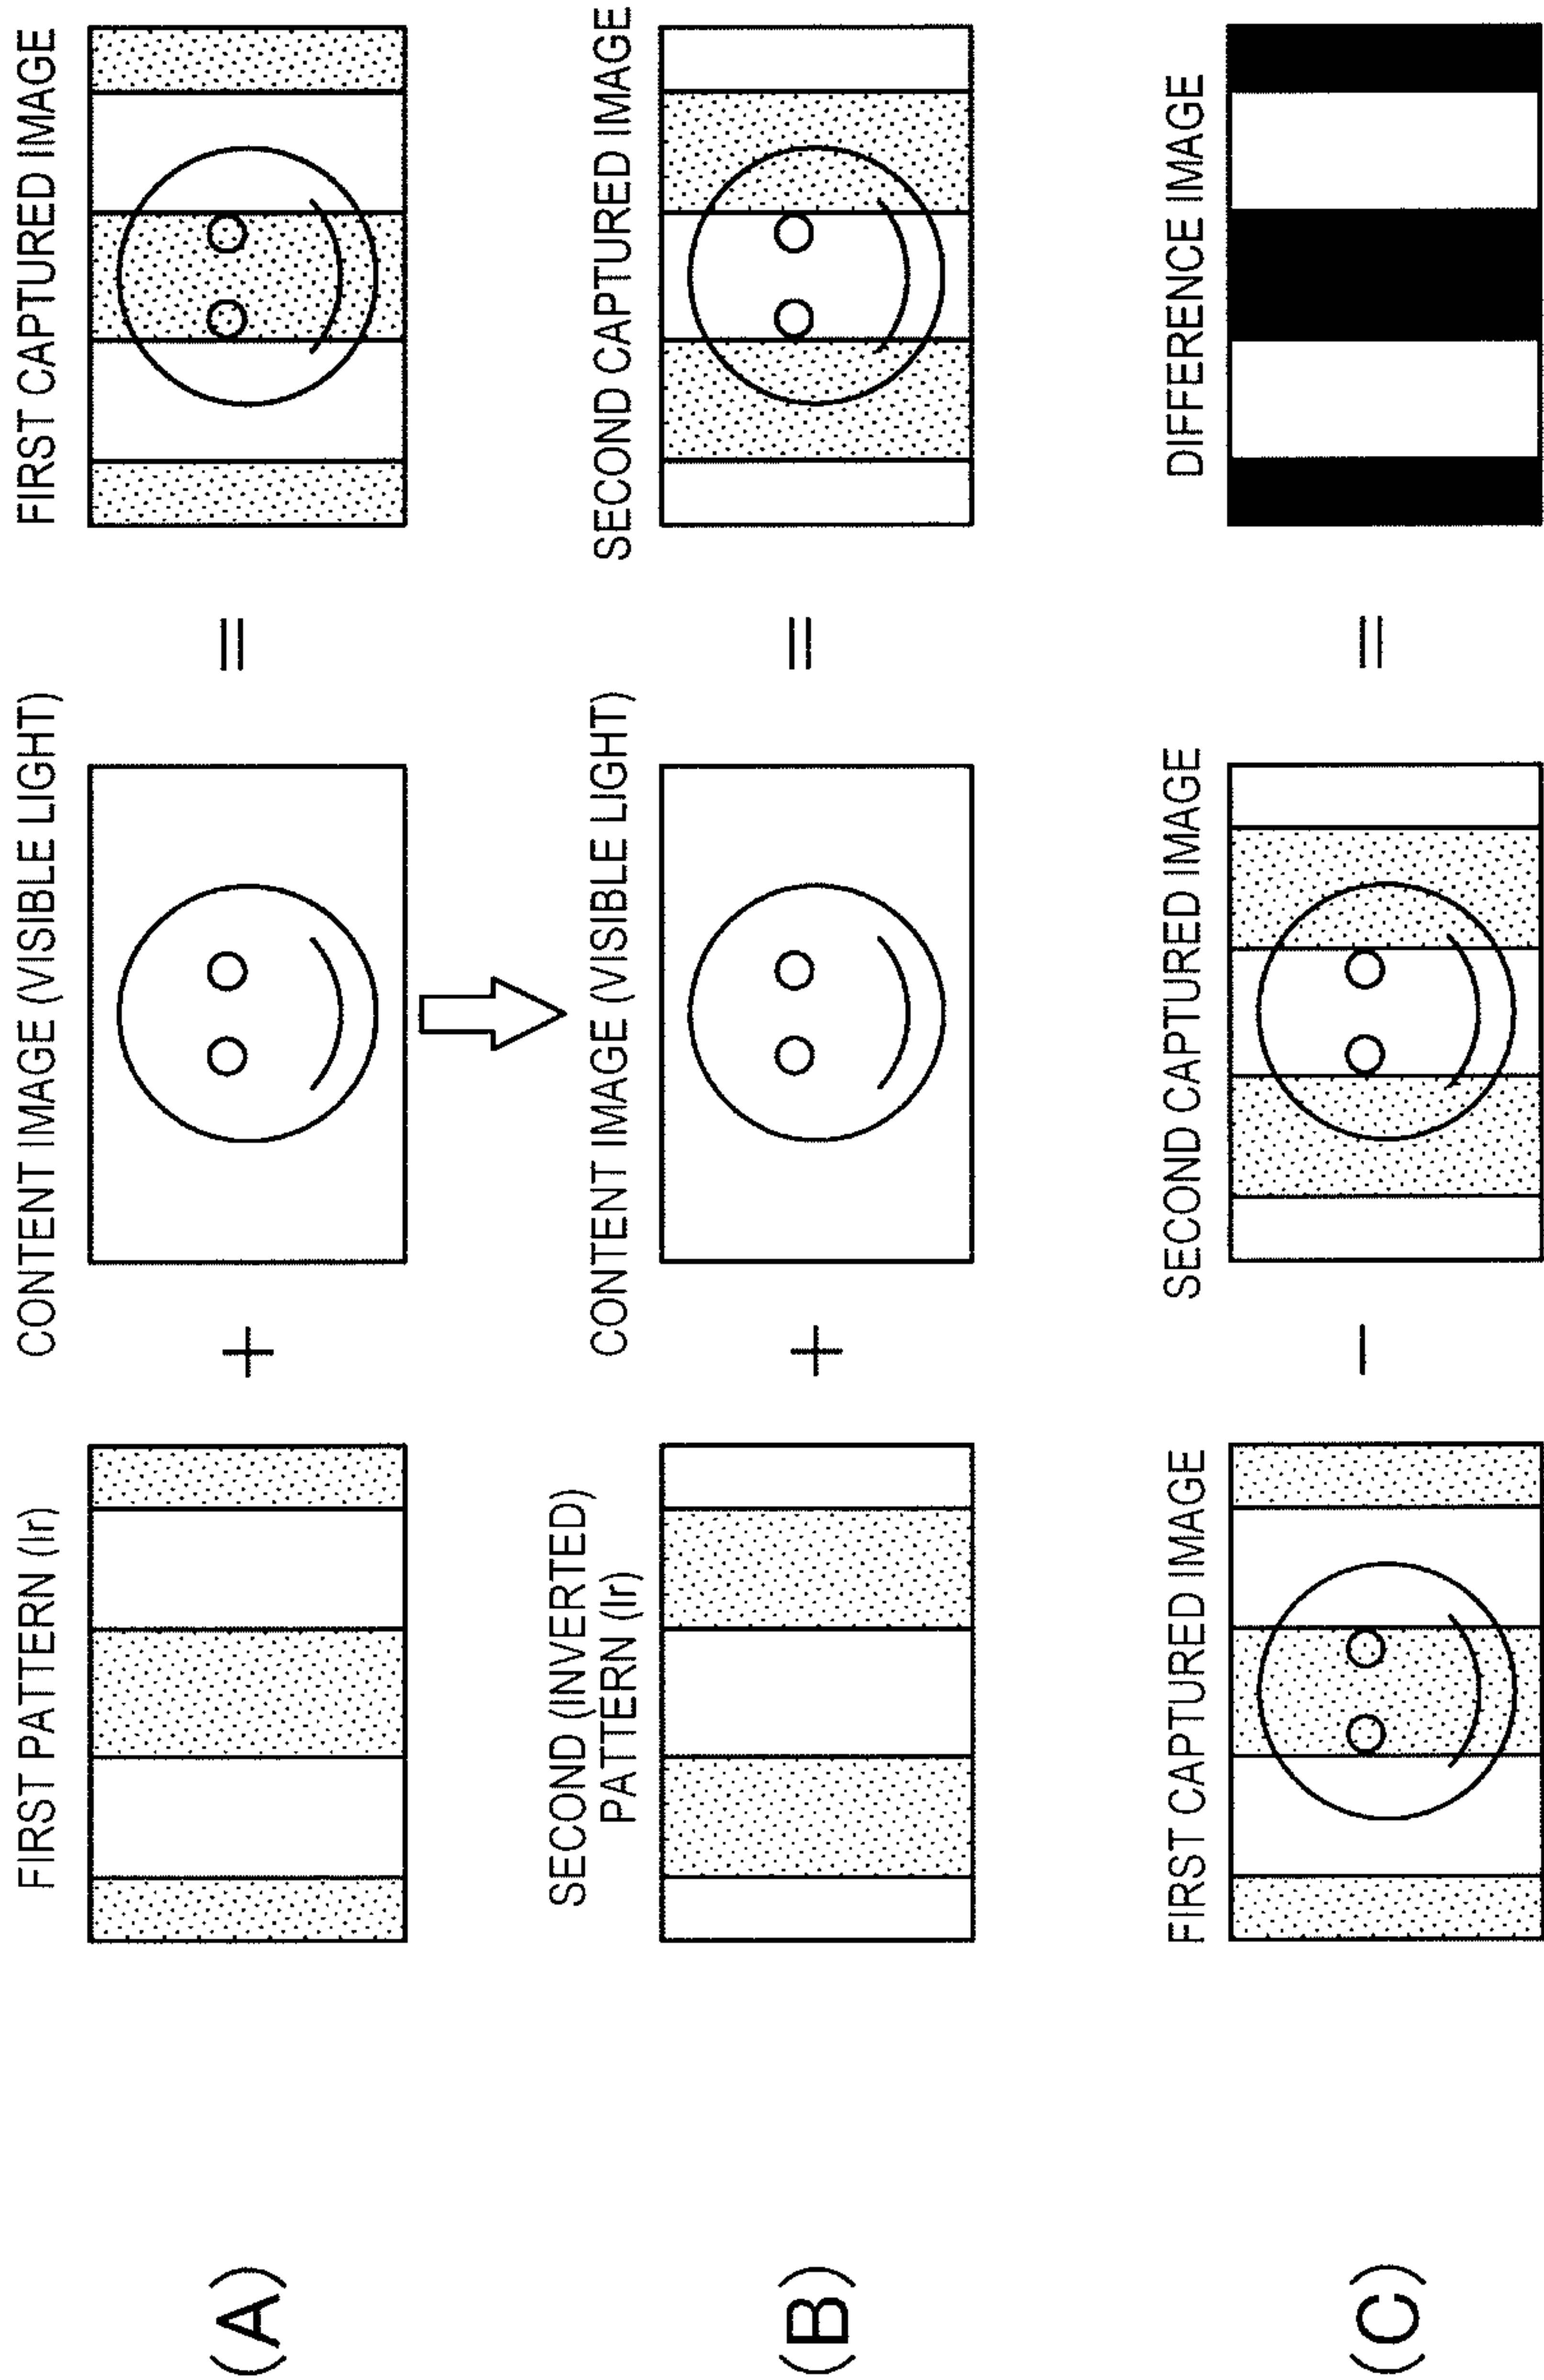 (A)
FIRST PATTERN (Ir)
+
CONTENT IMAGE (VISIBLE LIGHT)
=
FIRST CAPTURED IMAGE
(B)
SECOND (INVERTED)
PATTERN (Ir)
+
CONTENT IMAGE (VISIBLE LIGHT)
=
SECOND CAPTURED IMAGE
(C)
FIRST CAPTURED IMAGE
−
SECOND CAPTURED IMAGE
=
DIFFERENCE IMAGE